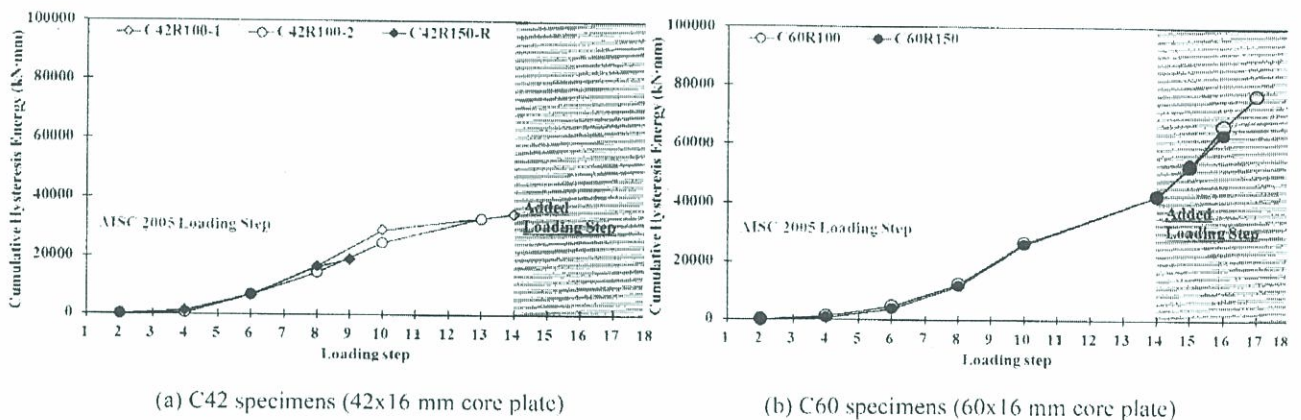 C42R100-1 C42R100-2 C42R150-R
Cumulative Hysteresis Energy (kN·mm)
100000
80000
60000
40000
20000
0
AISC 2005 Loading Step
Added
Loading Step
1 2 3 4 5 6 7 8 9 10 11 12 13 14 15 16 17 18
Loading step
(a) C42 specimens (42x16 mm core plate)
C60R100 C60R150
Cumulative Hysteresis Energy (kN·mm)
100000
80000
60000
40000
20000
0
AISC 2005 Loading Step
Added
Loading Step
1 2 3 4 5 6 7 8 9 10 11 12 13 14 15 16 17 18
Loading step
(b) C60 specimens (60x16 mm core plate)